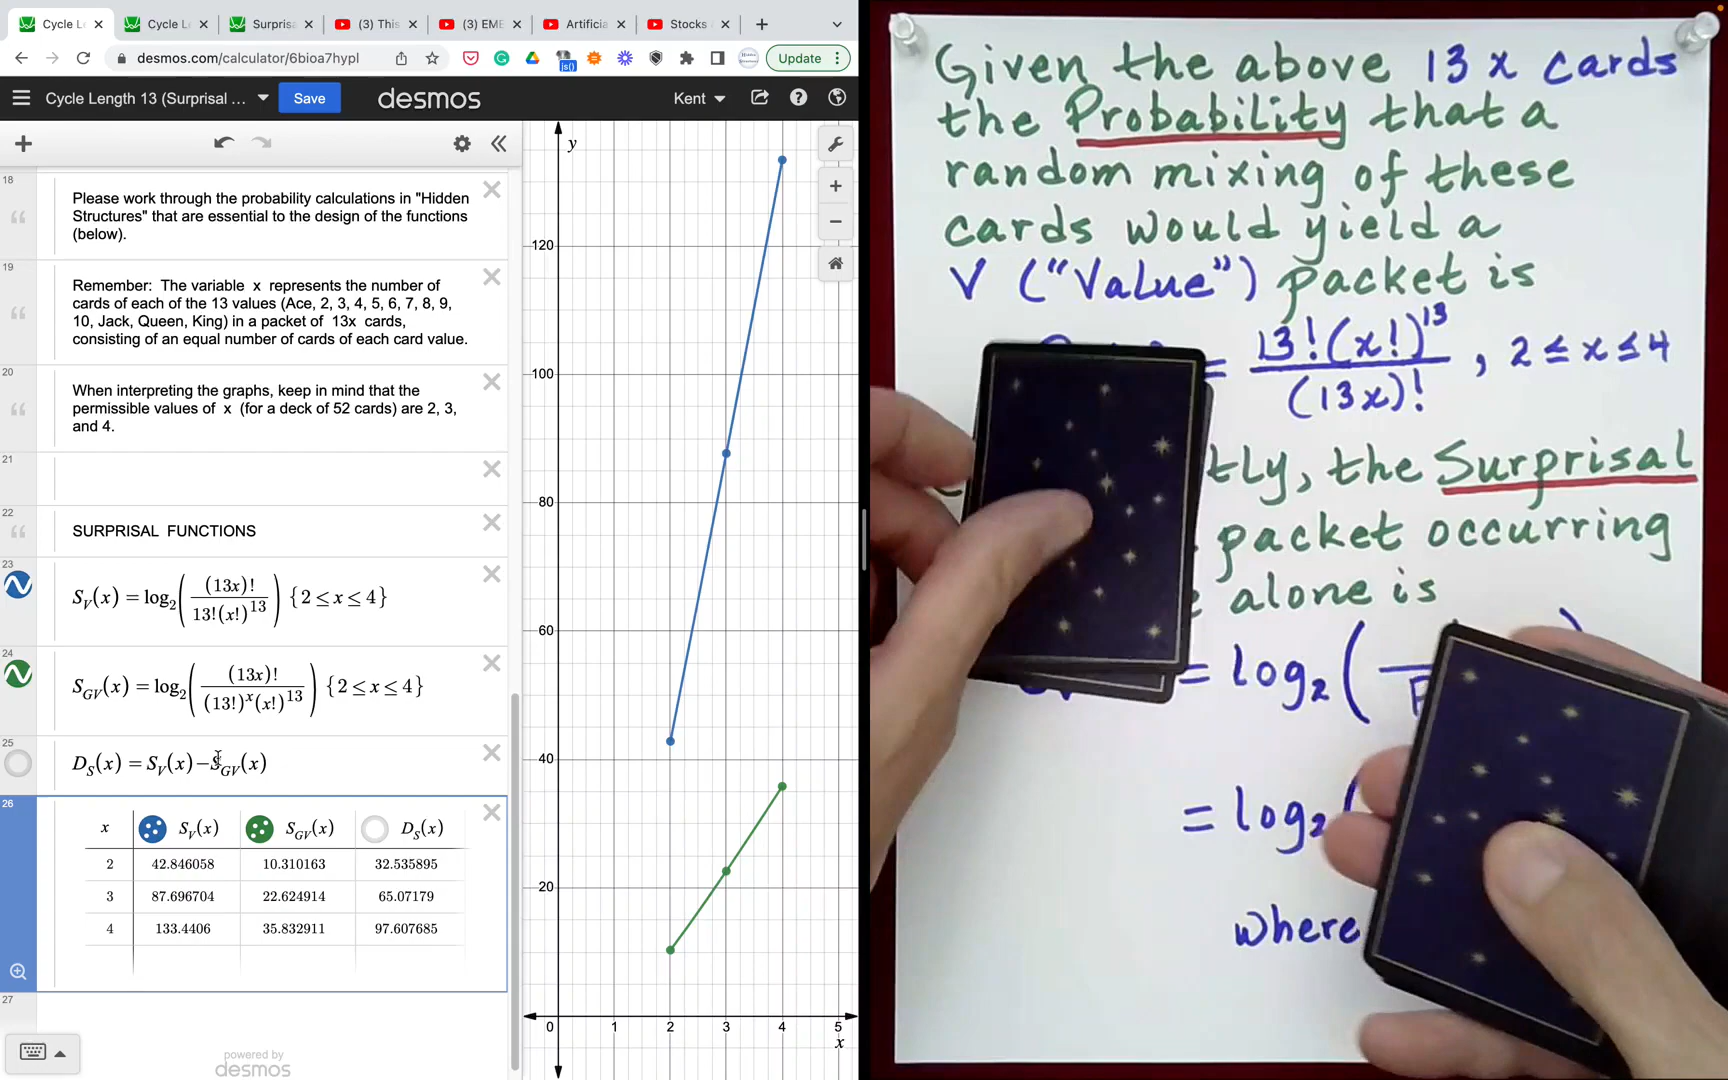 Cycle L
Cycle L
Surprisa
(3) This
(3) EME
Artificia
Stocks
desmos.com/calculator/6bioa7hypl
Update
Cycle Length 13 (Surprisal ...
Save
desmos
Kent
18
Please work through the probability calculations in "Hidden
Structures" that are essential to the design of the functions
(below).
19
Remember: The variable x represents the number of
cards of each of the 13 values (Ace, 2, 3, 4, 5, 6, 7, 8, 9,
10, Jack, Queen, King) in a packet of 13x cards,
consisting of an equal number of cards of each card value.
20
When interpreting the graphs, keep in mind that the
permissible values of x (for a deck of 52 cards) are 2, 3,
and 4.
21
22
SURPRISAL FUNCTIONS
23
S_V(x) = log₂((13x)! / (13!(x!)^13)) {2 ≤ x ≤ 4}
24
S_GV(x) = log₂((13x)! / ((13!)^x (x!)^13)) {2 ≤ x ≤ 4}
25
D_S(x) = S_V(x) − S_GV(x)
26
x S_V(x) S_GV(x) D_S(x)
2 42.846058 10.310163 32.535895
3 87.696704 22.624914 65.07179
4 133.4406 35.832911 97.607685
27
powered by
desmos
y
120
100
80
60
40
20
0 1 2 3 4 5
x
Given the above 13x cards
the Probability that a
random mixing of these
cards would yield a
V ("Value") packet is
= 13!(x!)^13 / (13x)! , 2 ≤ x ≤ 4
tly, the Surprisal
packet occurring
alone is
= log₂(
= log₂(
where